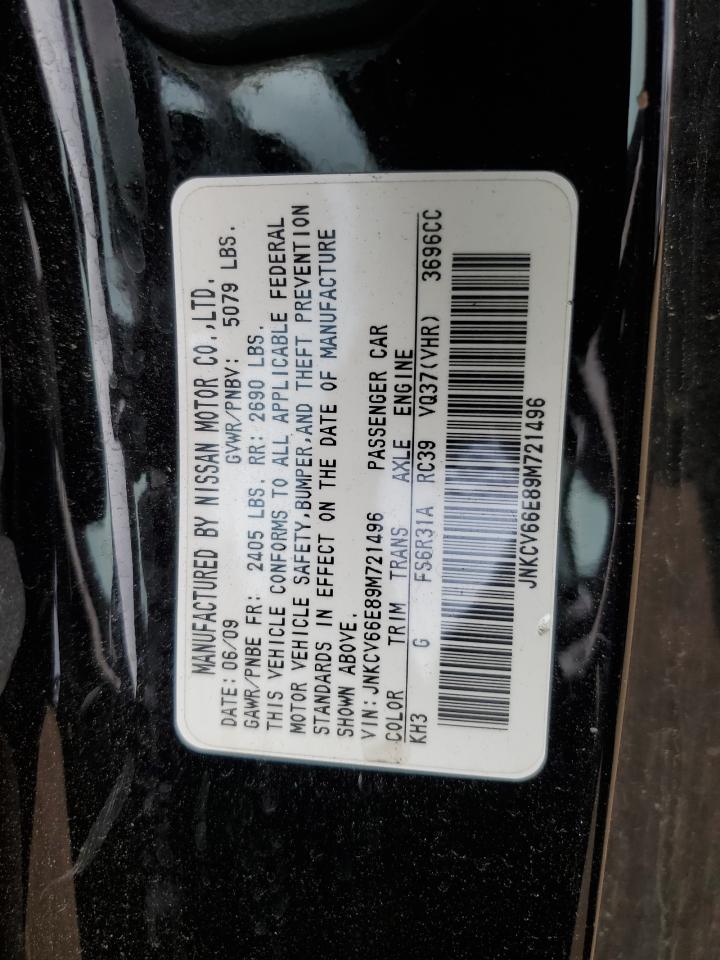 MANUFACTURED BY NISSAN MOTOR CO.,LTD.
DATE: 06/09 GVWR/PNBV: 5079 LBS.
GAWR/PNBE FR: 2405 LBS. RR: 2690 LBS.
THIS VEHICLE CONFORMS TO ALL APPLICABLE FEDERAL
MOTOR VEHICLE SAFETY,BUMPER,AND THEFT PREVENTION
STANDARDS IN EFFECT ON THE DATE OF MANUFACTURE
SHOWN ABOVE.
VIN: JNKCV66E89M721496 PASSENGER CAR
COLOR TRIM TRANS AXLE ENGINE
KH3 G FS6R31A RC39 VQ37(VHR) 3696CC
JNKCV66E89M721496